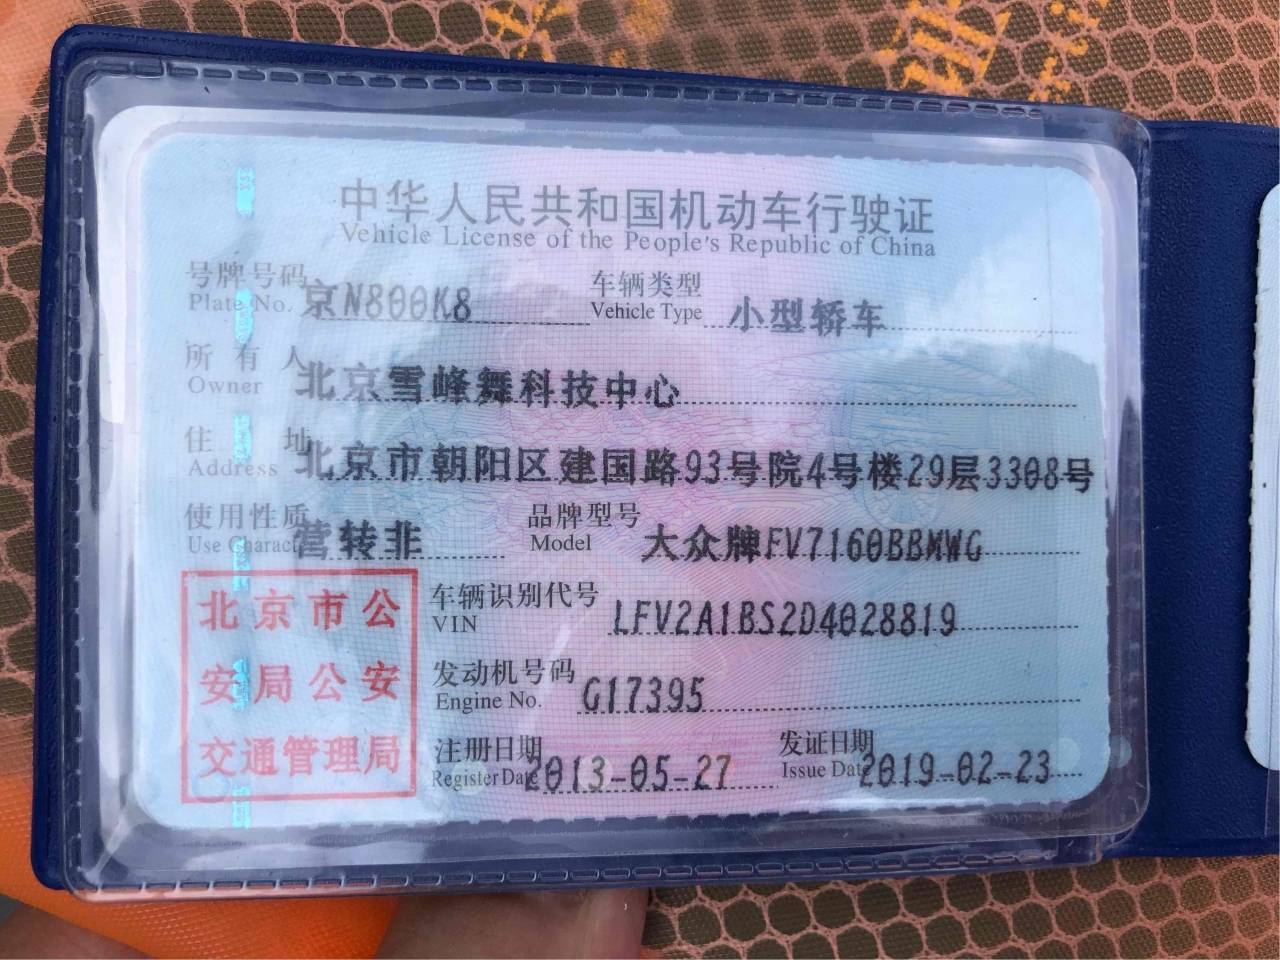 中华人民共和国机动车行驶证
Vehicle License of the People's Republic of China
号牌号码 京N800K8 车辆类型 小型轿车
Plate No. Vehicle Type
所有人 北京雪峰舞科技中心
Owner
住址 北京市朝阳区建国路93号院4号楼29层3308号
Address
使用性质 营转非 品牌型号 大众牌FV7160BBMWG
Use Charact Model
北京市公
安局公安
交通管理局
车辆识别代号 LFV2A1BS2D4028819
VIN
发动机号码 G17395
Engine No.
注册日期 2013-05-27 发证日期 2019-02-23
Register Date Issue Date